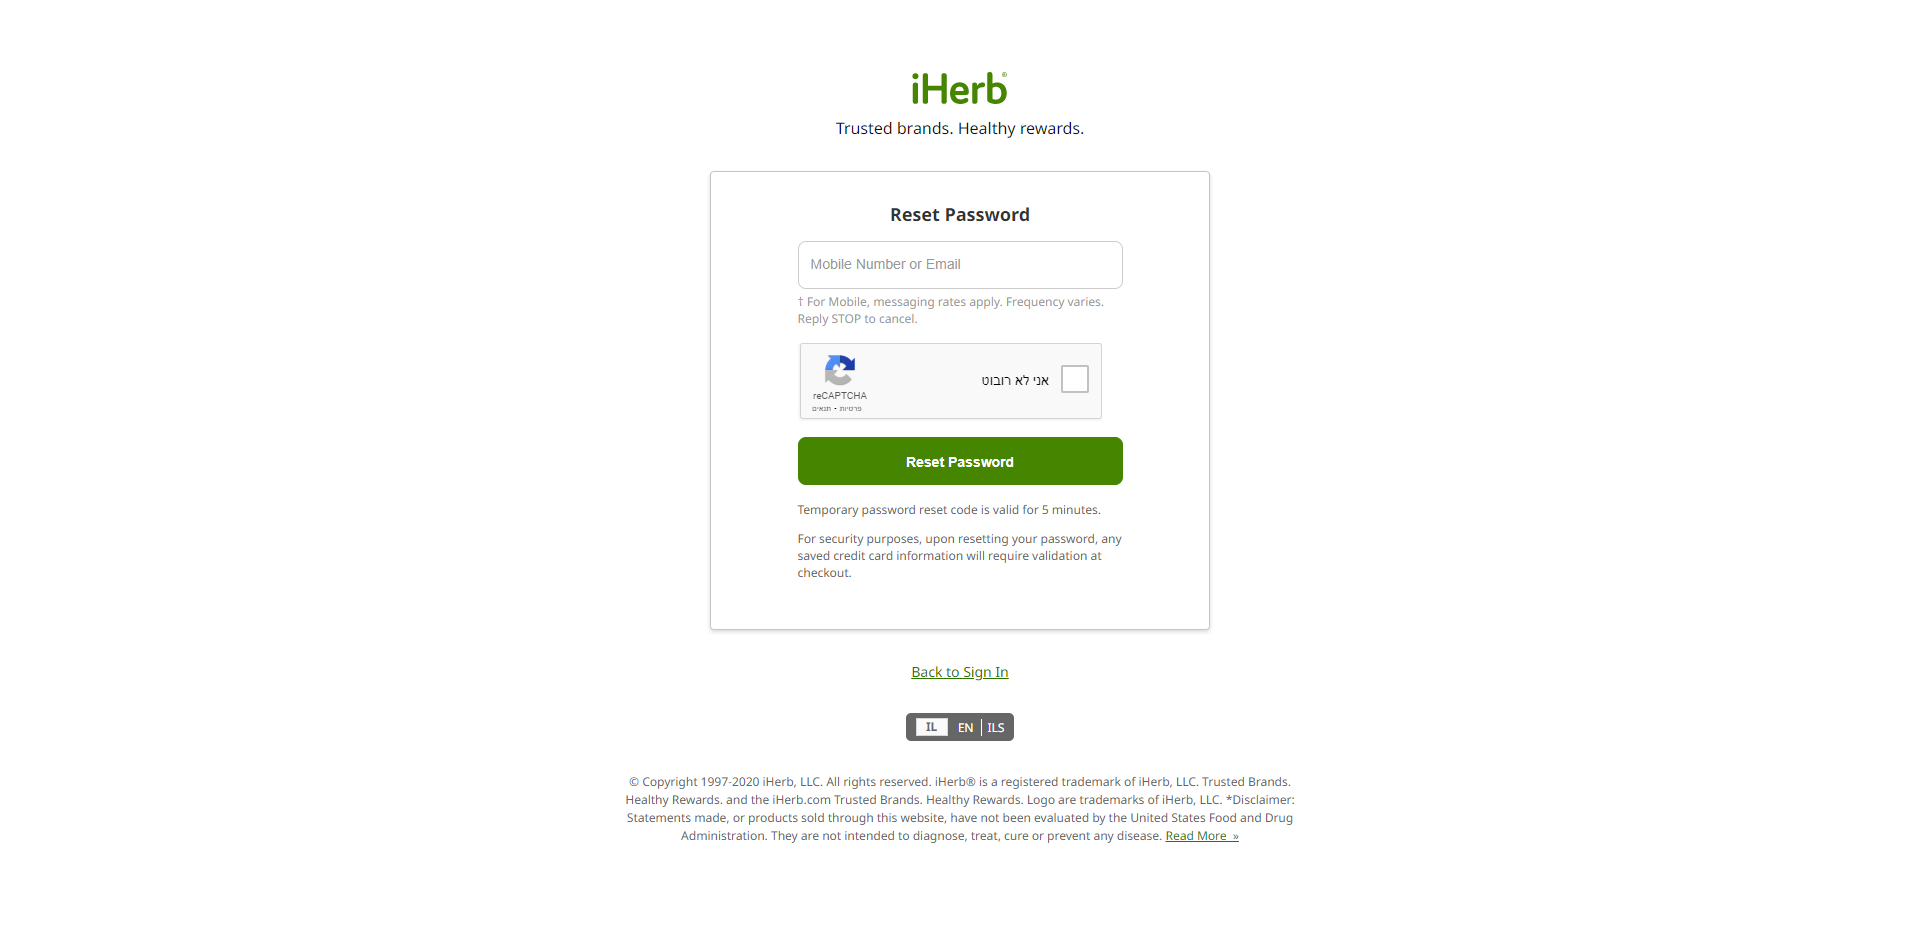 iHerb®
Trusted brands. Healthy rewards.
Reset Password
Mobile Number or Email
† For Mobile, messaging rates apply. Frequency varies.
Reply STOP to cancel.
אני לא רובוט
reCAPTCHA
פרטיות - תנאים
Reset Password
Temporary password reset code is valid for 5 minutes.
For security purposes, upon resetting your password, any
saved credit card information will require validation at
checkout.
Back to Sign In
IL EN ILS
© Copyright 1997-2020 iHerb, LLC. All rights reserved. iHerb® is a registered trademark of iHerb, LLC. Trusted Brands.
Healthy Rewards. and the iHerb.com Trusted Brands. Healthy Rewards. Logo are trademarks of iHerb, LLC. *Disclaimer:
Statements made, or products sold through this website, have not been evaluated by the United States Food and Drug
Administration. They are not intended to diagnose, treat, cure or prevent any disease. Read More »